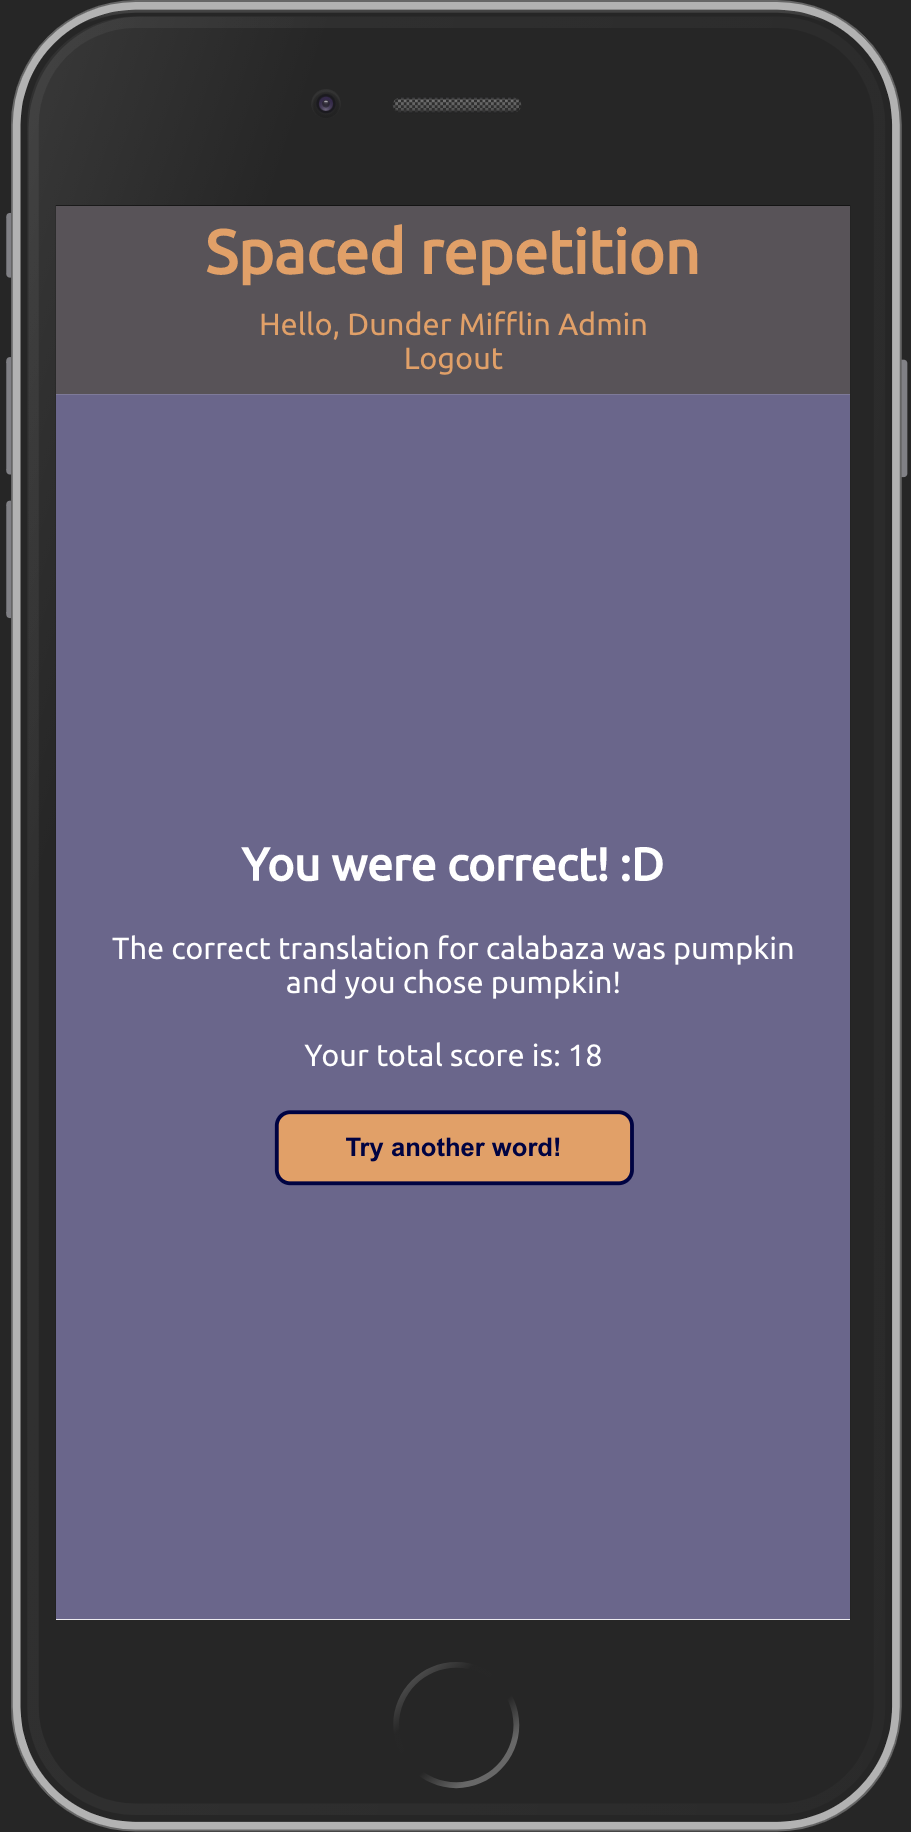 Spaced repetition
Hello, Dunder Mifflin Admin
Logout
You were correct! :D
The correct translation for calabaza was pumpkin
and you chose pumpkin!
Your total score is: 18
Try another word!